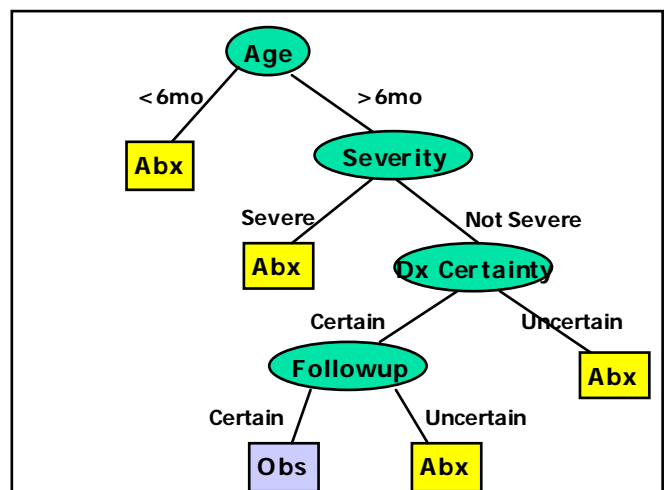 Age
<6mo
>6mo
Abx
Severity
Severe
Not Severe
Abx
Dx Certainty
Certain
Uncertain
Followup
Abx
Certain
Uncertain
Obs
Abx